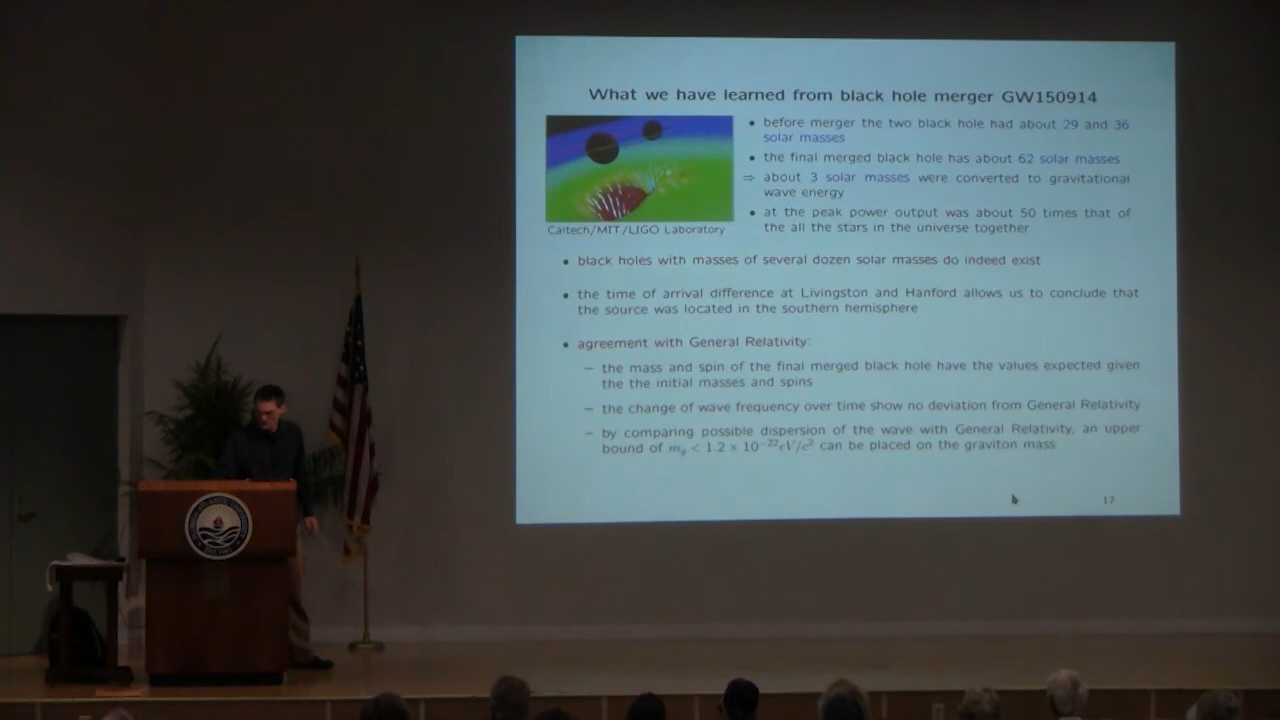 What we have learned from black hole merger GW150914
• before merger the two black hole had about 29 and 36
solar masses
• the final merged black hole has about 62 solar masses
⇒ about 3 solar masses were converted to gravitational
wave energy
• at the peak power output was about 50 times that of
the all the stars in the universe together
Caltech/MIT/LIGO Laboratory
• black holes with masses of several dozen solar masses do indeed exist
• the time of arrival difference at Livingston and Hanford allows us to conclude that
the source was located in the southern hemisphere
• agreement with General Relativity:
– the mass and spin of the final merged black hole have the values expected given
the the initial masses and spins
– the change of wave frequency over time show no deviation from General Relativity
– by comparing possible dispersion of the wave with General Relativity, an upper
bound of m_g < 1.2 × 10⁻²²eV/c² can be placed on the graviton mass
17
FLORIDA ATLANTIC UNIVERSITY